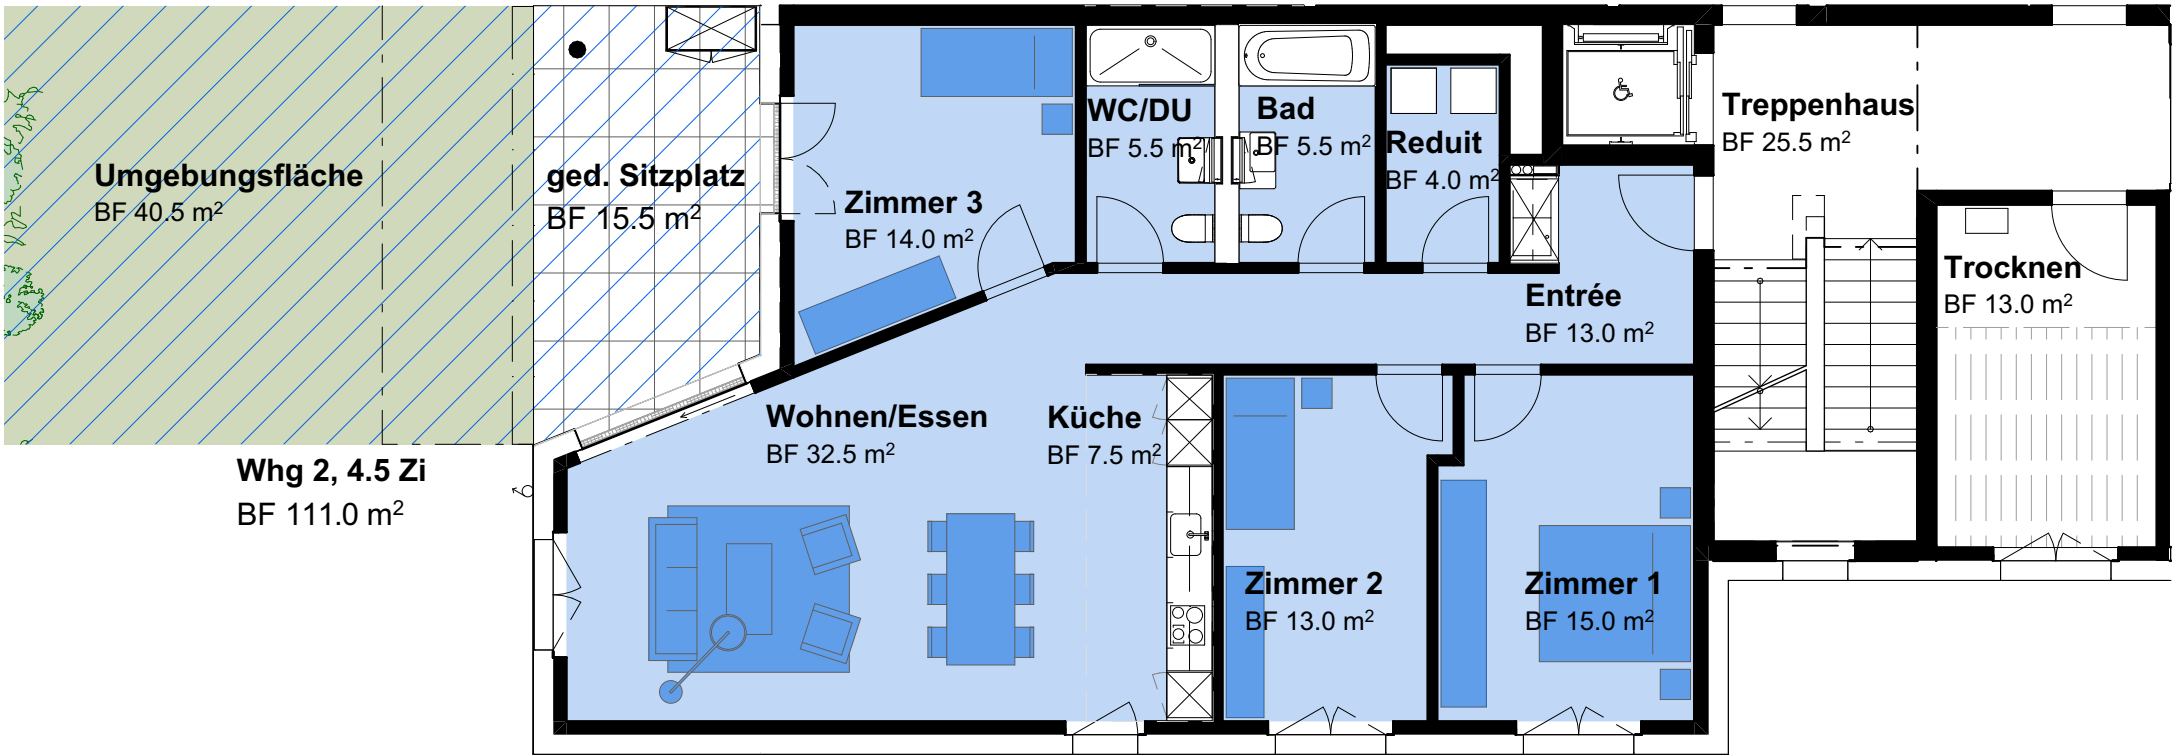 WC/DU
BF 5.5 m²
Bad
BF 5.5 m²
Reduit
BF 4.0 m²
Treppenhaus
BF 25.5 m²
Umgebungsfläche
BF 40.5 m²
ged. Sitzplatz
BF 15.5 m²
Zimmer 3
BF 14.0 m²
Entrée
BF 13.0 m²
Trocknen
BF 13.0 m²
Wohnen/Essen
BF 32.5 m²
Küche
BF 7.5 m²
Whg 2, 4.5 Zi
BF 111.0 m²
Zimmer 2
BF 13.0 m²
Zimmer 1
BF 15.0 m²